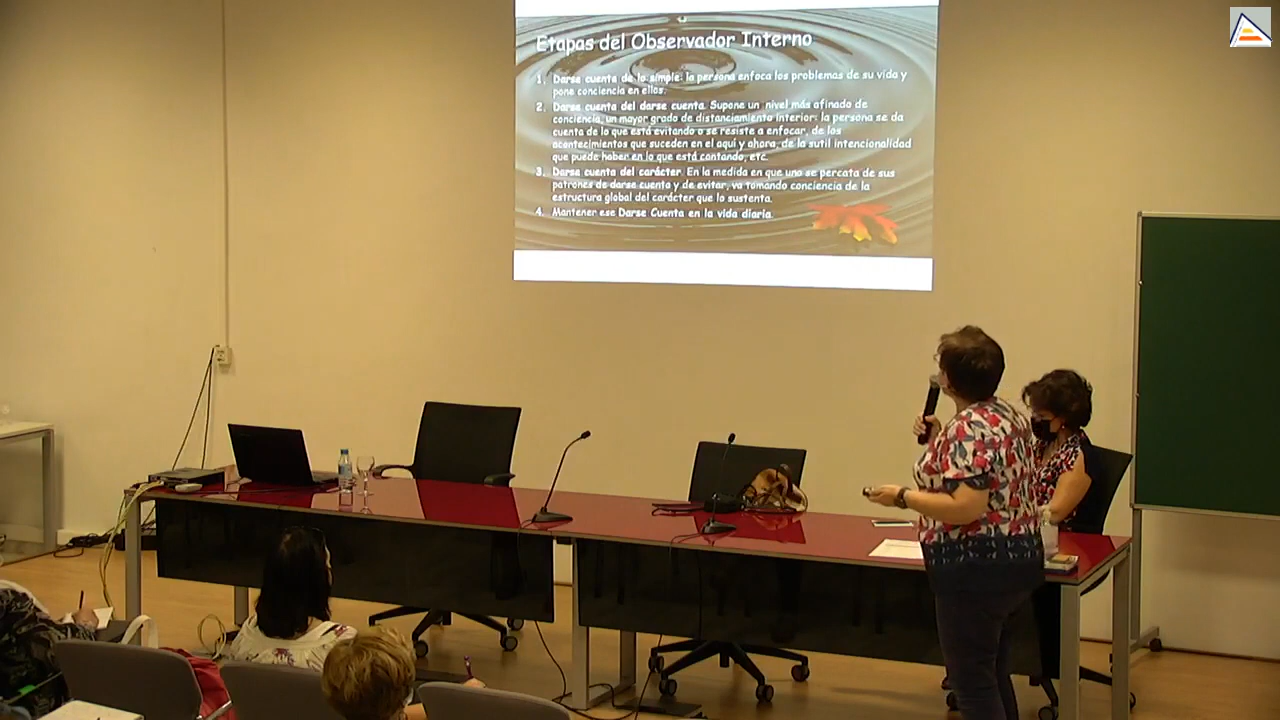 Etapas del Observador Interno
1. Darse cuenta de lo simple: la persona enfoca los problemas de su vida y
pone conciencia en ellos.
2. Darse cuenta del darse cuenta. Supone un nivel más afinado de
conciencia, un mayor grado de distanciamiento interior: la persona se da
cuenta de lo que está evitando o se resiste a enfocar, de los
acontecimientos que suceden en el aquí y ahora, de la sutil intencionalidad
que puede haber en lo que está contando, etc.
3. Darse cuenta del carácter. En la medida en que uno se percata de sus
patrones de darse cuenta y de evitar, va tomando conciencia de la
estructura global del carácter que lo sustenta.
4. Mantener ese Darse Cuenta en la vida diaria.